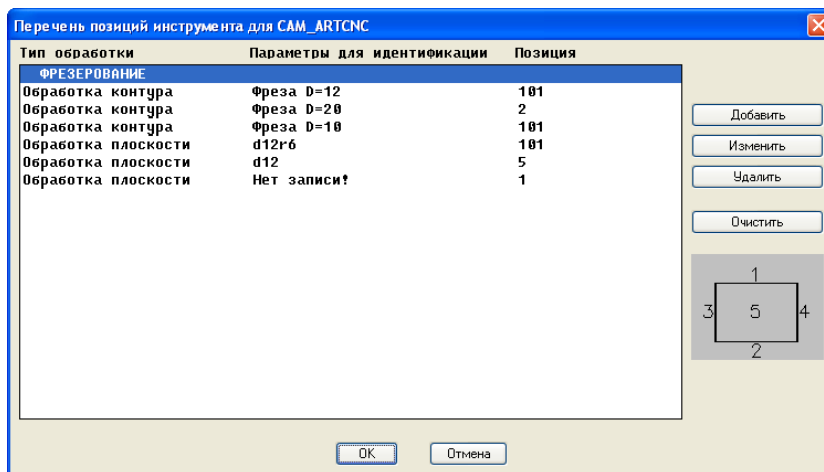 Перечень позиций инструмента для CAM_ARTCNC
Тип обработки Параметры для идентификации Позиция
ФРЕЗЕРОВАНИЕ
Обработка контура Фреза D=12 101
Обработка контура Фреза D=20 2
Обработка контура Фреза D=10 101
Обработка плоскости d12r6 101
Обработка плоскости d12 5
Обработка плоскости Нет записи! 1
Добавить
Изменить
Удалить
Очистить
1
3 5 4
2
OK Отмена